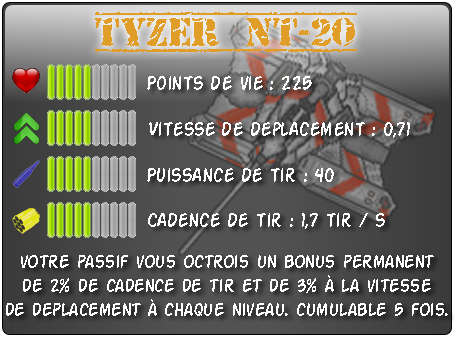 TYZER NT-20
POINTS DE VIE : 225
VITESSE DE DEPLACEMENT : 0,71
PUISSANCE DE TIR : 40
CADENCE DE TIR : 1,7 TIR / S
VOTRE PASSIF VOUS OCTROIS UN BONUS PERMANENT
DE 2% DE CADENCE DE TIR ET DE 3% À LA VITESSE
DE DEPLACEMENT À CHAQUE NIVEAU. CUMULABLE 5 FOIS.